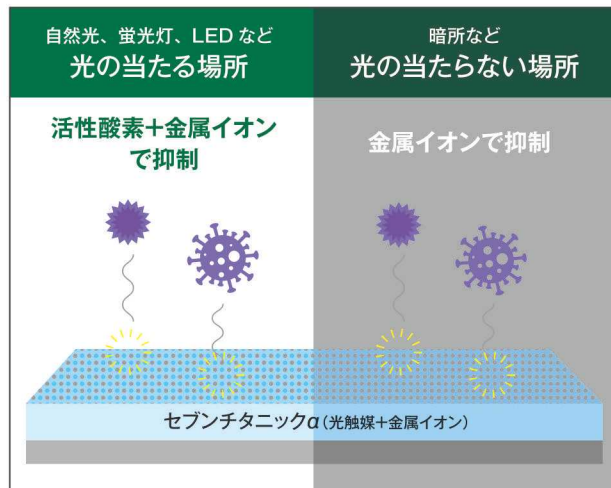 自然光、蛍光灯、LED など
光の当たる場所
活性酸素＋金属イオン
で抑制
暗所など
光の当たらない場所
金属イオンで抑制
セブンチタニックα（光触媒＋金属イオン）